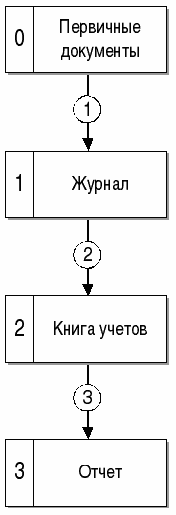 0
Первичные
документы
1
1
Журнал
2
2
Книга учетов
3
3
Отчет